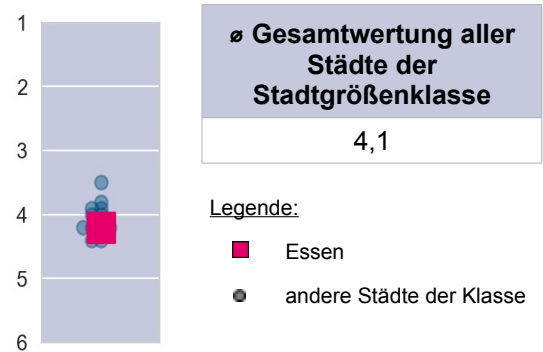 1
2
3
4
5
6
ø Gesamtwertung aller
Städte der
Stadtgrößenklasse
4,1
Legende:
Essen
andere Städte der Klasse